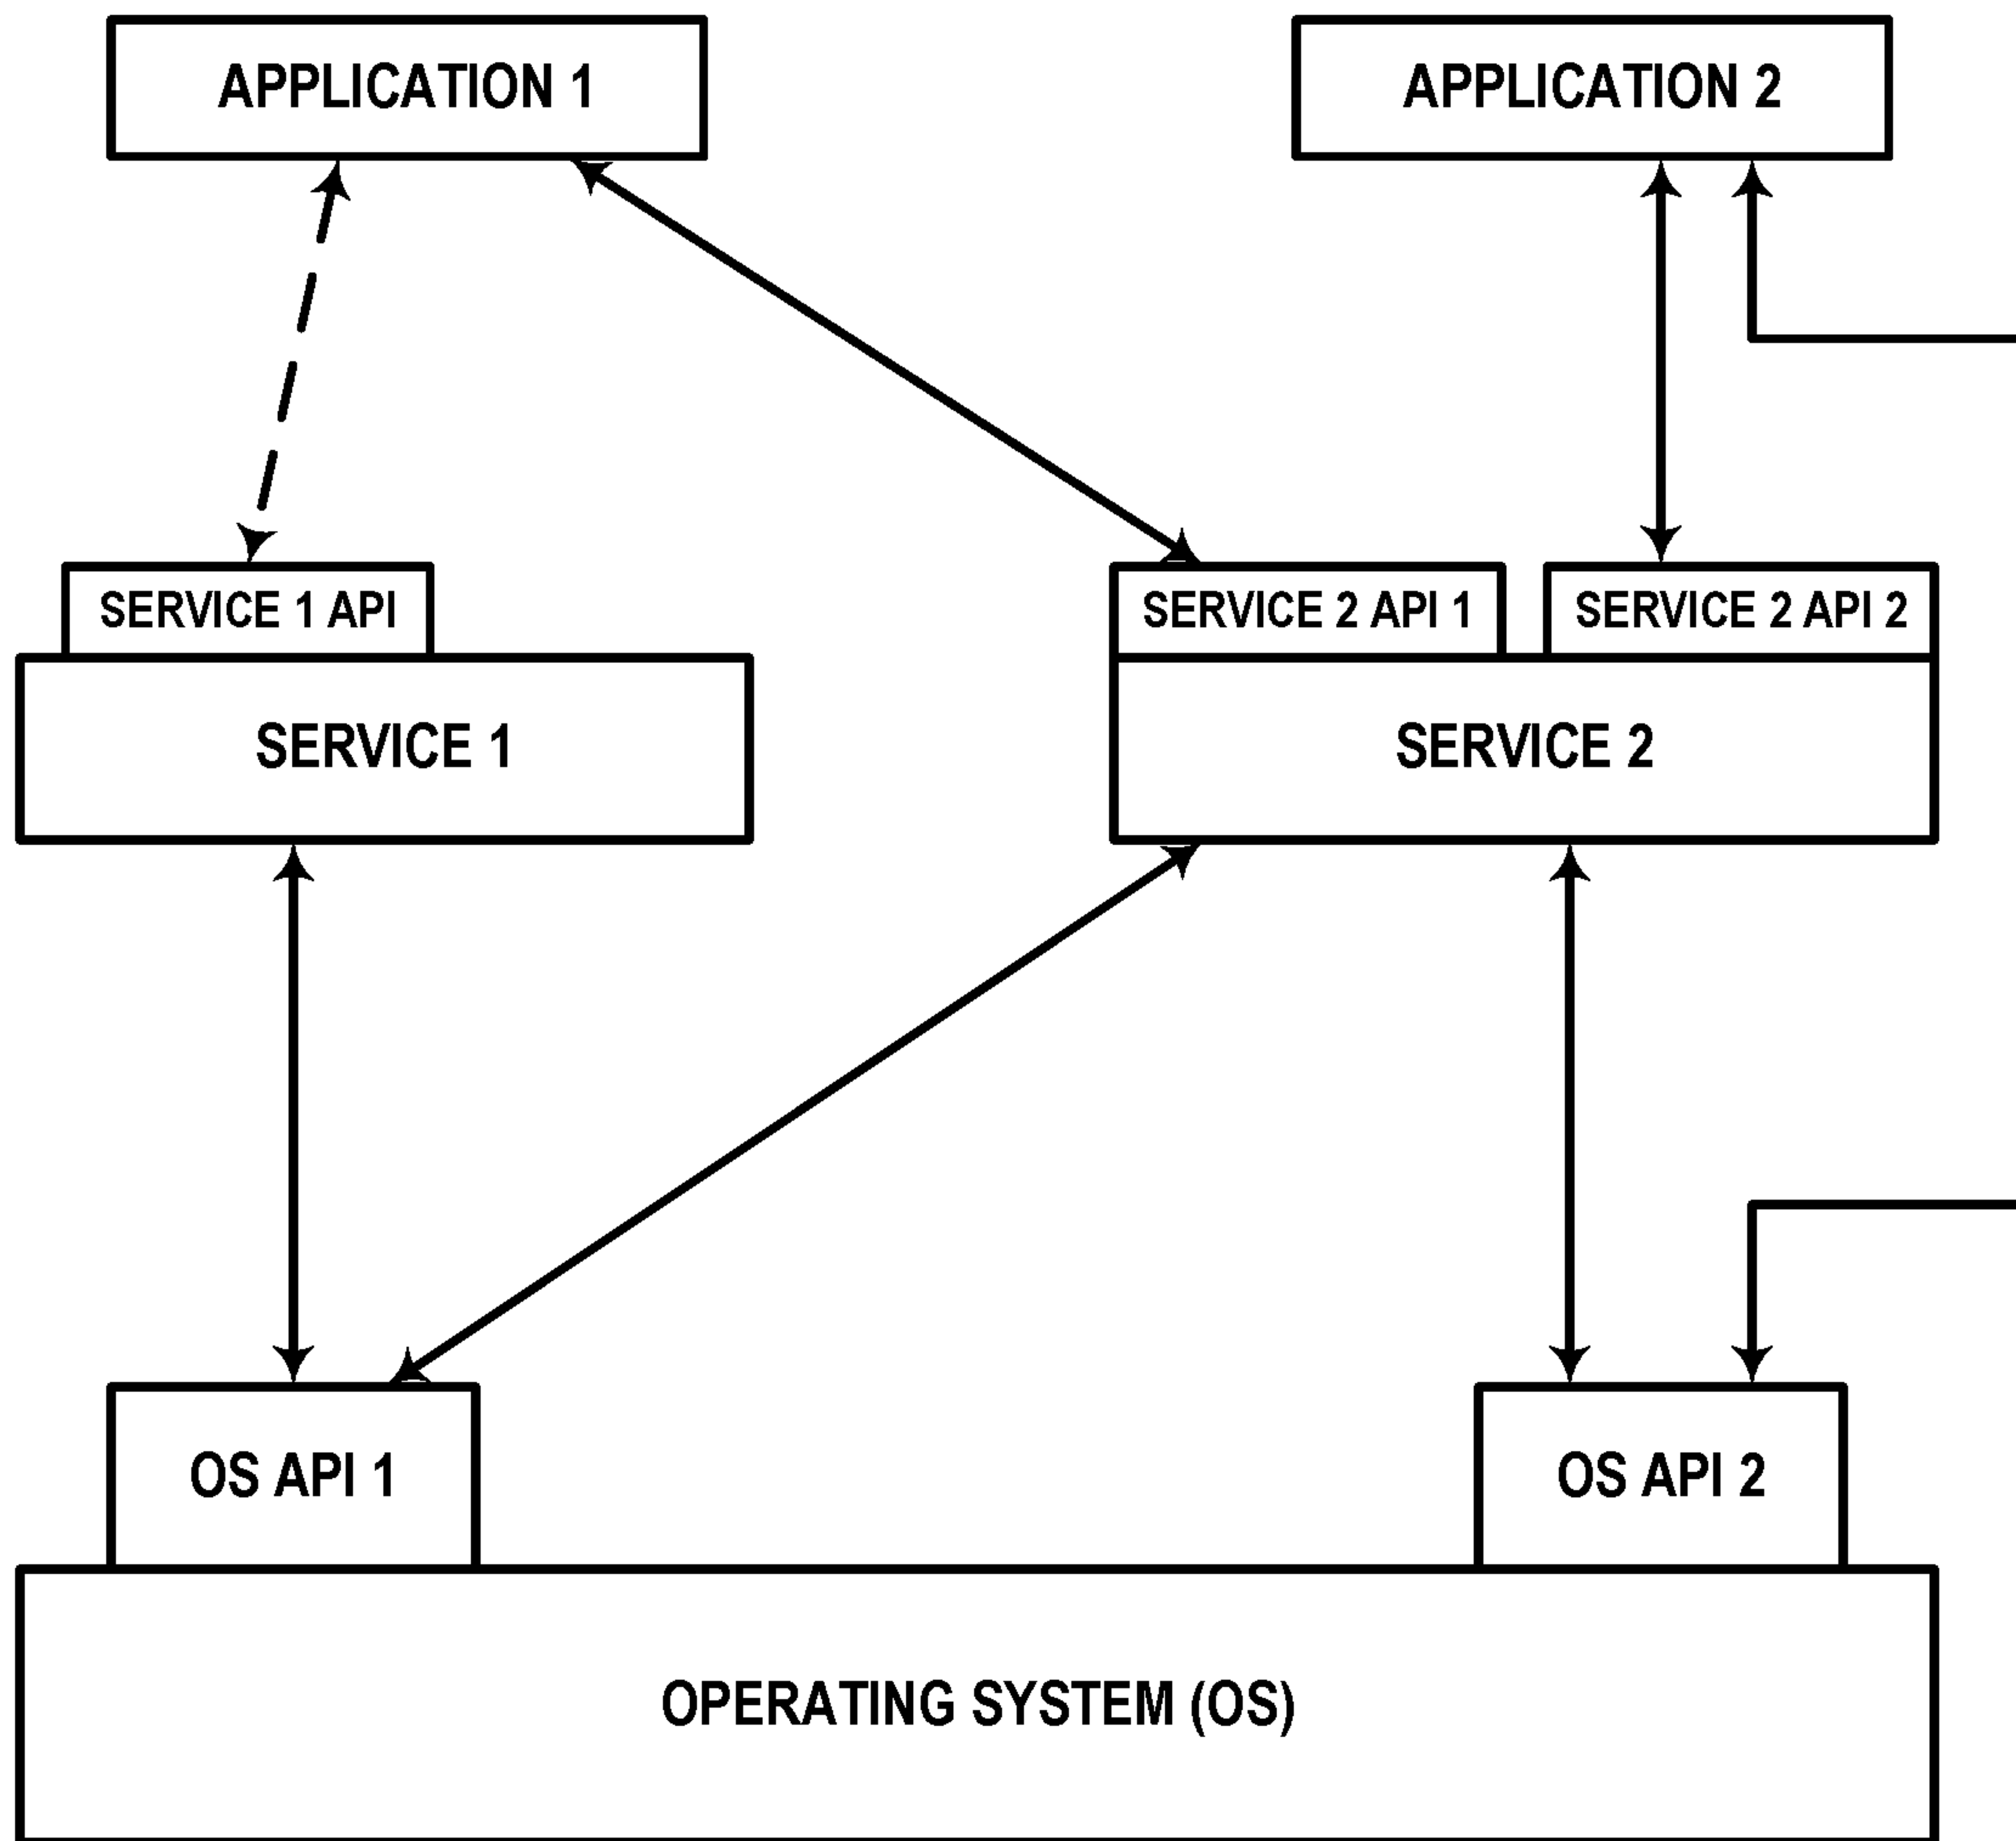 APPLICATION 1
APPLICATION 2
SERVICE 1 API
SERVICE 2 API 1
SERVICE 2 API 2
SERVICE 1
SERVICE 2
OS API 1
OS API 2
OPERATING SYSTEM (OS)